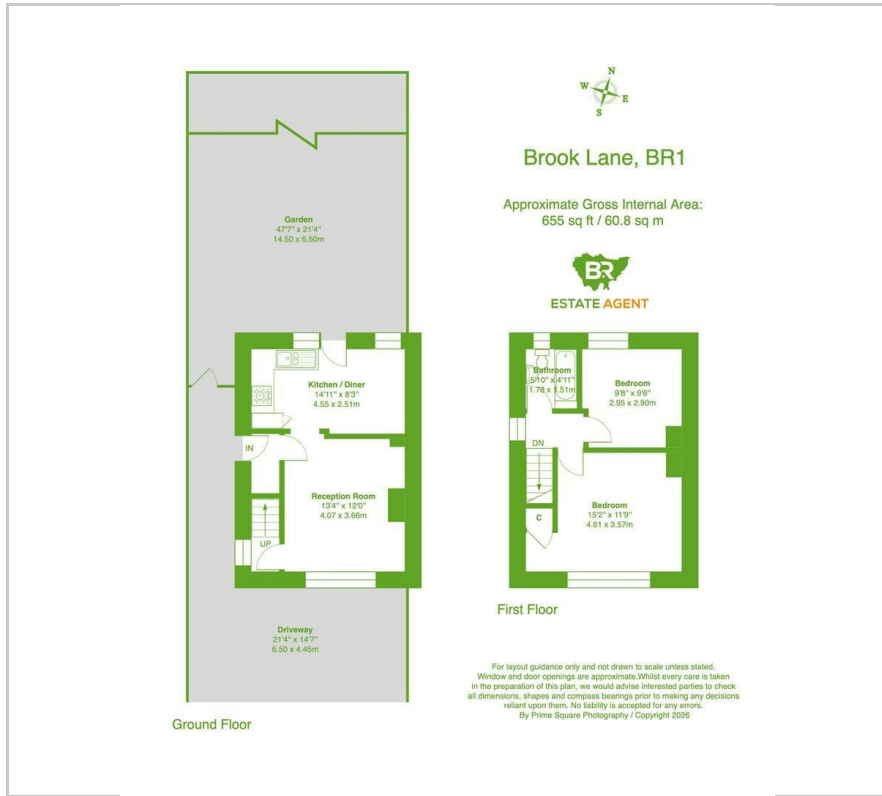 N
W
E
S
Brook Lane, BR1
Approximate Gross Internal Area:
655 sq ft / 60.8 sq m
BR
ESTATE AGENT
Garden
47'7" x 21'4"
14.50 x 6.50m
Kitchen / Diner
14'11" x 8'3"
4.55 x 2.51m
IN
Reception Room
13'4" x 12'0"
4.07 x 3.66m
UP
Driveway
21'4" x 14'7"
6.50 x 4.45m
Ground Floor
Bathroom
5'10" x 4'11"
1.78 x 1.51m
Bedroom
9'8" x 9'6"
2.95 x 2.90m
DN
Bedroom
15'2" x 11'9"
4.61 x 3.57m
C
First Floor
For layout guidance only and not drawn to scale unless stated.
Window and door openings are approximate.Whilst every care is taken
in the preparation of this plan, we would advise interested parties to check
all dimensions, shapes and compass bearings prior to making any decisions
reliant upon them. No liability is accepted for any errors.
By Prime Square Photography / Copyright 2026